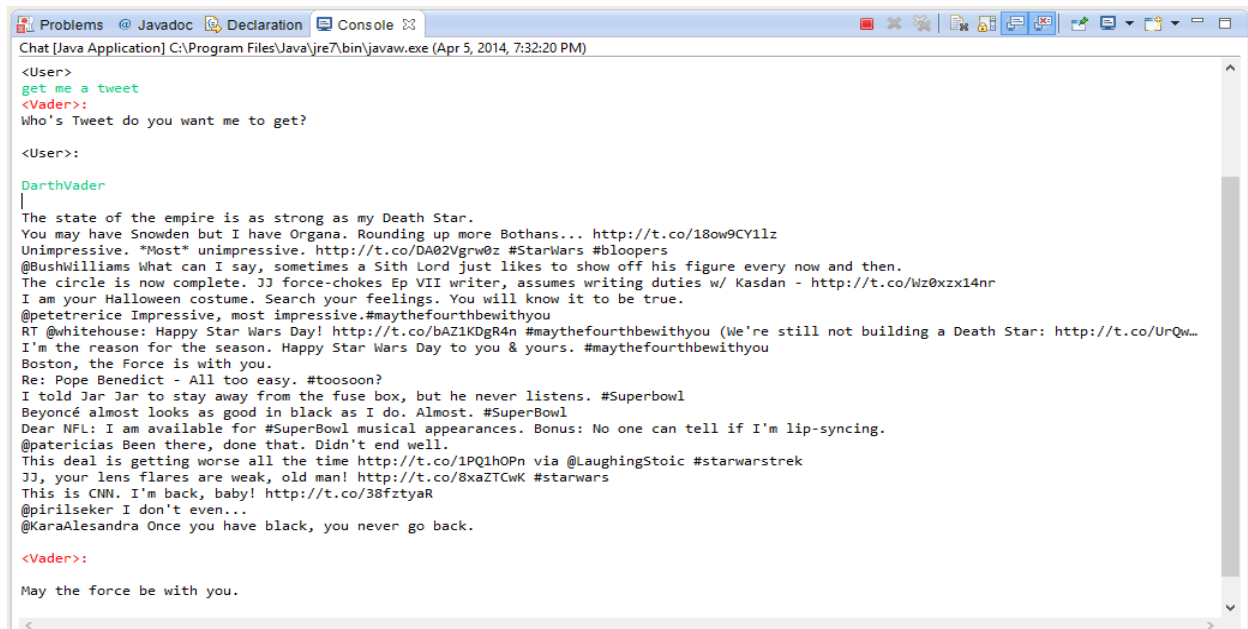 Problems @ Javadoc Declaration Console
Chat [Java Application] C:\Program Files\Java\jre7\bin\javaw.exe (Apr 5, 2014, 7:32:20 PM)
<User>
get me a tweet
<Vader>:
Who's Tweet do you want me to get?
<User>:
DarthVader
The state of the empire is as strong as my Death Star.
You may have Snowden but I have Organa. Rounding up more Bothans... http://t.co/18ow9CY1lz
Unimpressive. *Most* unimpressive. http://t.co/DA02Vgrw0z #StarWars #bloopers
@BushWilliams What can I say, sometimes a Sith Lord just likes to show off his figure every now and then.
The circle is now complete. JJ force-chokes Ep VII writer, assumes writing duties w/ Kasdan - http://t.co/Wz0xzx14nr
I am your Halloween costume. Search your feelings. You will know it to be true.
@petetrerice Impressive, most impressive.#maythefourthbewithyou
RT @whitehouse: Happy Star Wars Day! http://t.co/bAZ1KDgR4n #maythefourthbewithyou (We're still not building a Death Star: http://t.co/UrQw…
I'm the reason for the season. Happy Star Wars Day to you & yours. #maythefourthbewithyou
Boston, the Force is with you.
Re: Pope Benedict - All too easy. #toosoon?
I told Jar Jar to stay away from the fuse box, but he never listens. #Superbowl
Beyoncé almost looks as good in black as I do. Almost. #SuperBowl
Dear NFL: I am available for #SuperBowl musical appearances. Bonus: No one can tell if I'm lip-syncing.
@patericias Been there, done that. Didn't end well.
This deal is getting worse all the time http://t.co/1PQ1hOPn via @LaughingStoic #starwarstrek
JJ, your lens flares are weak, old man! http://t.co/8xaZTCwK #starwars
This is CNN. I'm back, baby! http://t.co/38fztyaR
@pirilseker I don't even...
@KaraAlesandra Once you have black, you never go back.
<Vader>:
May the force be with you.